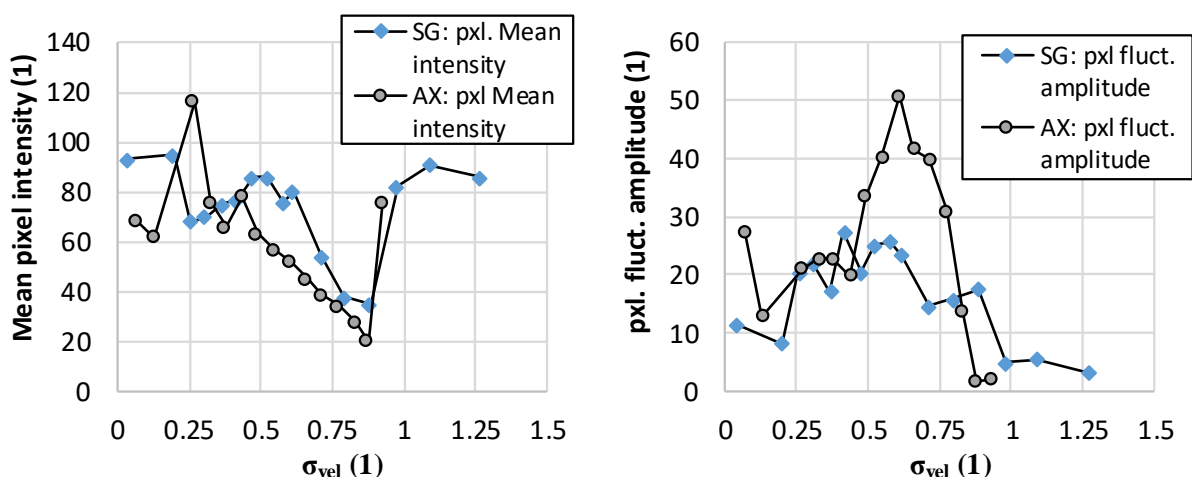 SG: pxl. Mean
intensity
AX: pxl Mean
intensity
Mean pixel intensity (1)
140
120
100
80
60
40
20
0
0 0.25 0.5 0.75 1 1.25 1.5
σvel (1)
SG: pxl fluct.
amplitude
AX: pxl fluct.
amplitude
pxl. fluct. amplitude (1)
60
50
40
30
20
10
0
0 0.25 0.5 0.75 1 1.25 1.5
σvel (1)